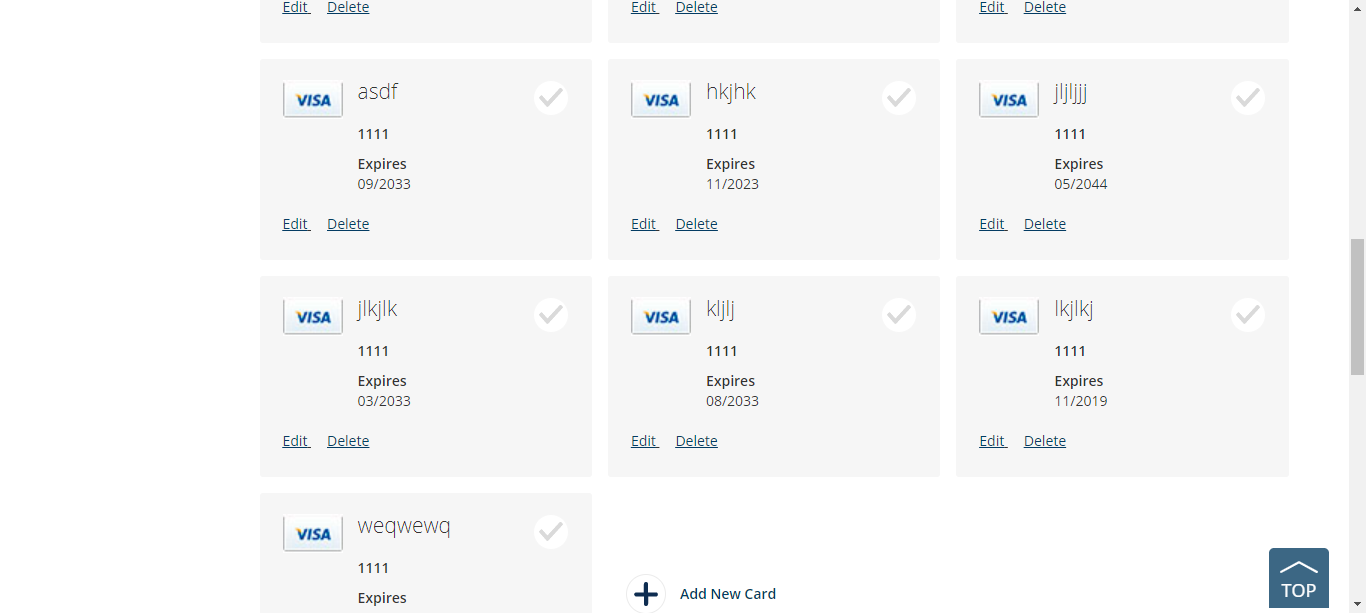 Edit Delete Edit Delete Edit Delete
VISA asdf VISA hkjhk VISA jljljjj
1111 1111 1111
Expires Expires Expires
09/2033 11/2023 05/2044
Edit Delete Edit Delete Edit Delete
VISA jlkjlk VISA kljlj VISA lkjlkj
1111 1111 1111
Expires Expires Expires
03/2033 08/2033 11/2019
Edit Delete Edit Delete Edit Delete
VISA weqwewq
1111
Expires
Add New Card
TOP